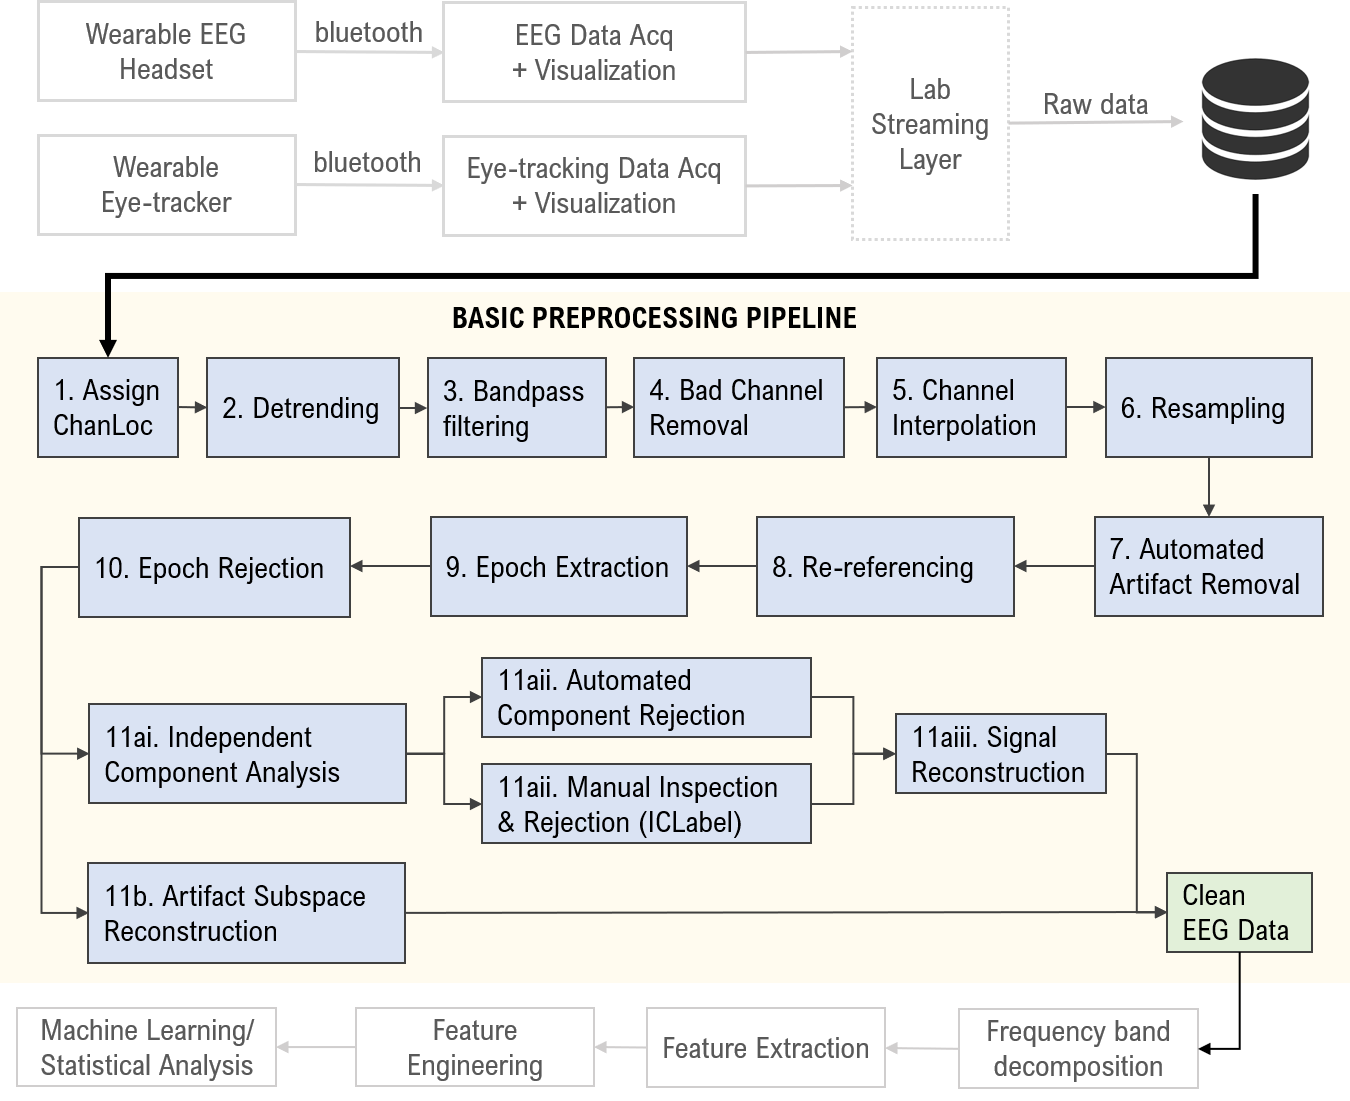 Wearable EEG
Headset
bluetooth
EEG Data Acq
+ Visualization
Wearable
Eye-tracker
bluetooth
Eye-tracking Data Acq
+ Visualization
Lab
Streaming
Layer
Raw data
BASIC PREPROCESSING PIPELINE
1. Assign
ChanLoc
2. Detrending
3. Bandpass
filtering
4. Bad Channel
Removal
5. Channel
Interpolation
6. Resampling
7. Automated
Artifact Removal
8. Re-referencing
9. Epoch Extraction
10. Epoch Rejection
11ai. Independent
Component Analysis
11aii. Automated
Component Rejection
11aii. Manual Inspection
& Rejection (ICLabel)
11aiii. Signal
Reconstruction
11b. Artifact Subspace
Reconstruction
Clean
EEG Data
Frequency band
decomposition
Feature Extraction
Feature
Engineering
Machine Learning/
Statistical Analysis